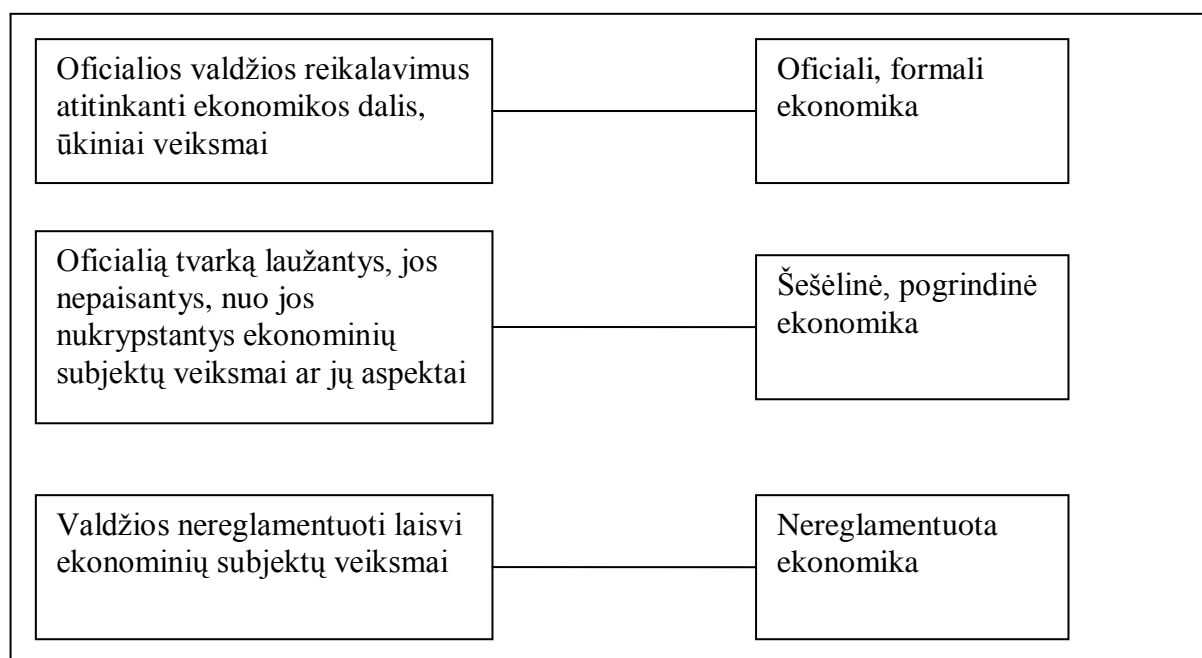 Oficialios valdžios reikalavimus
atitinkanti ekonomikos dalis,
ūkiniai veiksmai
Oficiali, formali
ekonomika
Oficialią tvarką laužantys, jos
nepaisantys, nuo jos
nukrypstantys ekonominių
subjektų veiksmai ar jų aspektai
Šešėlinė, pogrindinė
ekonomika
Valdžios nereglamentuoti laisvi
ekonominių subjektų veiksmai
Nereglamentuota
ekonomika